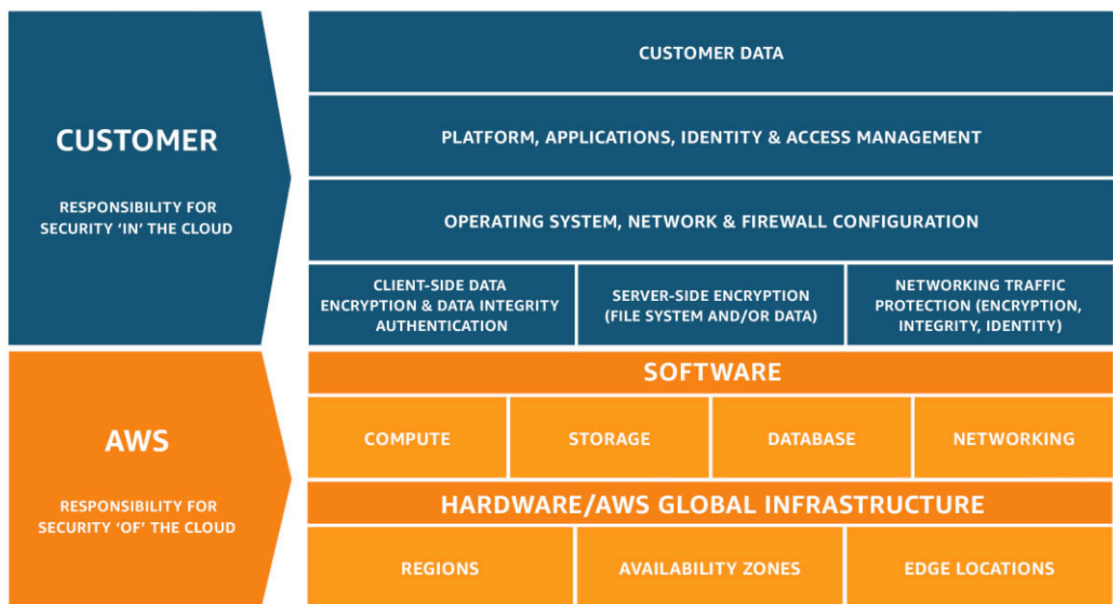 CUSTOMER
RESPONSIBILITY FOR
SECURITY ‘IN’ THE CLOUD
CUSTOMER DATA
PLATFORM, APPLICATIONS, IDENTITY & ACCESS MANAGEMENT
OPERATING SYSTEM, NETWORK & FIREWALL CONFIGURATION
CLIENT-SIDE DATA
ENCRYPTION & DATA INTEGRITY
AUTHENTICATION
SERVER-SIDE ENCRYPTION
(FILE SYSTEM AND/OR DATA)
NETWORKING TRAFFIC
PROTECTION (ENCRYPTION,
INTEGRITY, IDENTITY)
AWS
RESPONSIBILITY FOR
SECURITY ‘OF’ THE CLOUD
SOFTWARE
COMPUTE
STORAGE
DATABASE
NETWORKING
HARDWARE/AWS GLOBAL INFRASTRUCTURE
REGIONS
AVAILABILITY ZONES
EDGE LOCATIONS